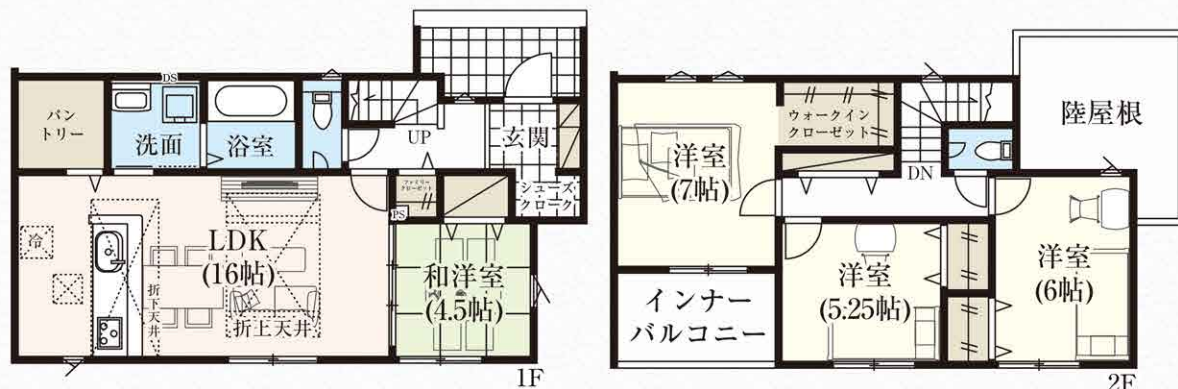 DS
パン
トリー
洗面
浴室
UP
玄関
ファミリー
クローゼット
シューズ
クローク
PS
LDK
(16帖)
冷
折下天井
折上天井
和洋室
(4.5帖)
1F
ウォークイン
クローゼット
陸屋根
洋室
(7帖)
DN
洋室
(5.25帖)
洋室
(6帖)
インナー
バルコニー
2F